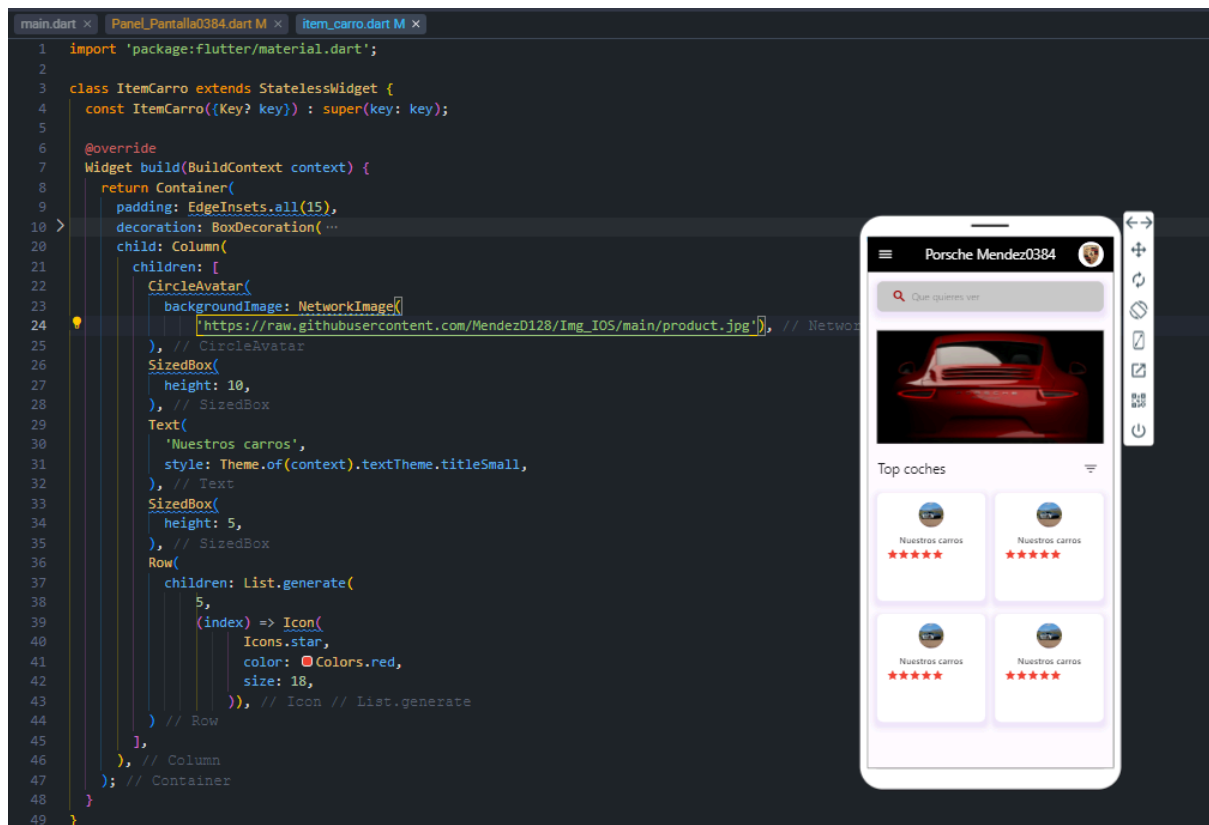 main.dart ×
Panel_Pantalla0384.dart M ×
item_carro.dart M ×
1 import 'package:flutter/material.dart';
2
3 class ItemCarro extends StatelessWidget {
4 const ItemCarro({Key? key}) : super(key: key);
5
6 @override
7 Widget build(BuildContext context) {
8 return Container(
9 padding: EdgeInsets.all(15),
10 decoration: BoxDecoration( ⋯
20 child: Column(
21 children: [
22 CircleAvatar(
23 backgroundImage: NetworkImage(
24 'https://raw.githubusercontent.com/MendezD128/Img_IOS/main/product.jpg'), // Networ
25 ), // CircleAvatar
26 SizedBox(
27 height: 10,
28 ), // SizedBox
29 Text(
30 'Nuestros carros',
31 style: Theme.of(context).textTheme.titleSmall,
32 ), // Text
33 SizedBox(
34 height: 5,
35 ), // SizedBox
36 Row(
37 children: List.generate(
38 5,
39 (index) => Icon(
40 Icons.star,
41 color: Colors.red,
42 size: 18,
43 )), // Icon // List.generate
44 ) // Row
45 ],
46 ), // Column
47 ); // Container
48 }
49 }
Porsche Mendez0384
Que quieres ver
PORSCHE
Top coches
Nuestros carros
Nuestros carros
Nuestros carros
Nuestros carros